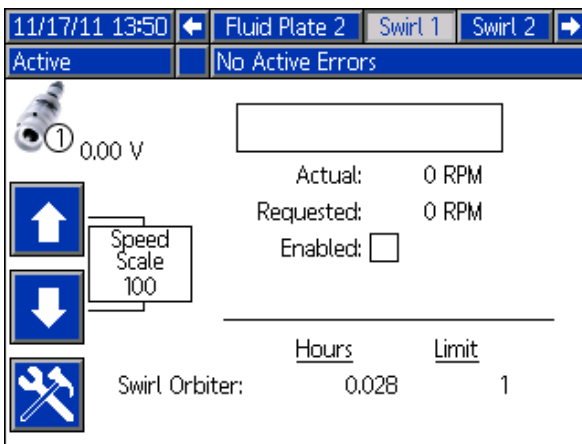 11/17/11 13:50 Fluid Plate 2 Swirl 1 Swirl 2
Active No Active Errors
1 0.00 V
Actual: 0 RPM
Requested: 0 RPM
Enabled:
Speed
Scale
100
Hours Limit
Swirl Orbiter: 0.028 1